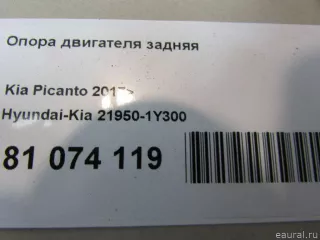 Опора двигателя задняя
Kia Picanto 2017>
Hyundai-Kia 21950-1Y300
81 074 119
eaural.ru